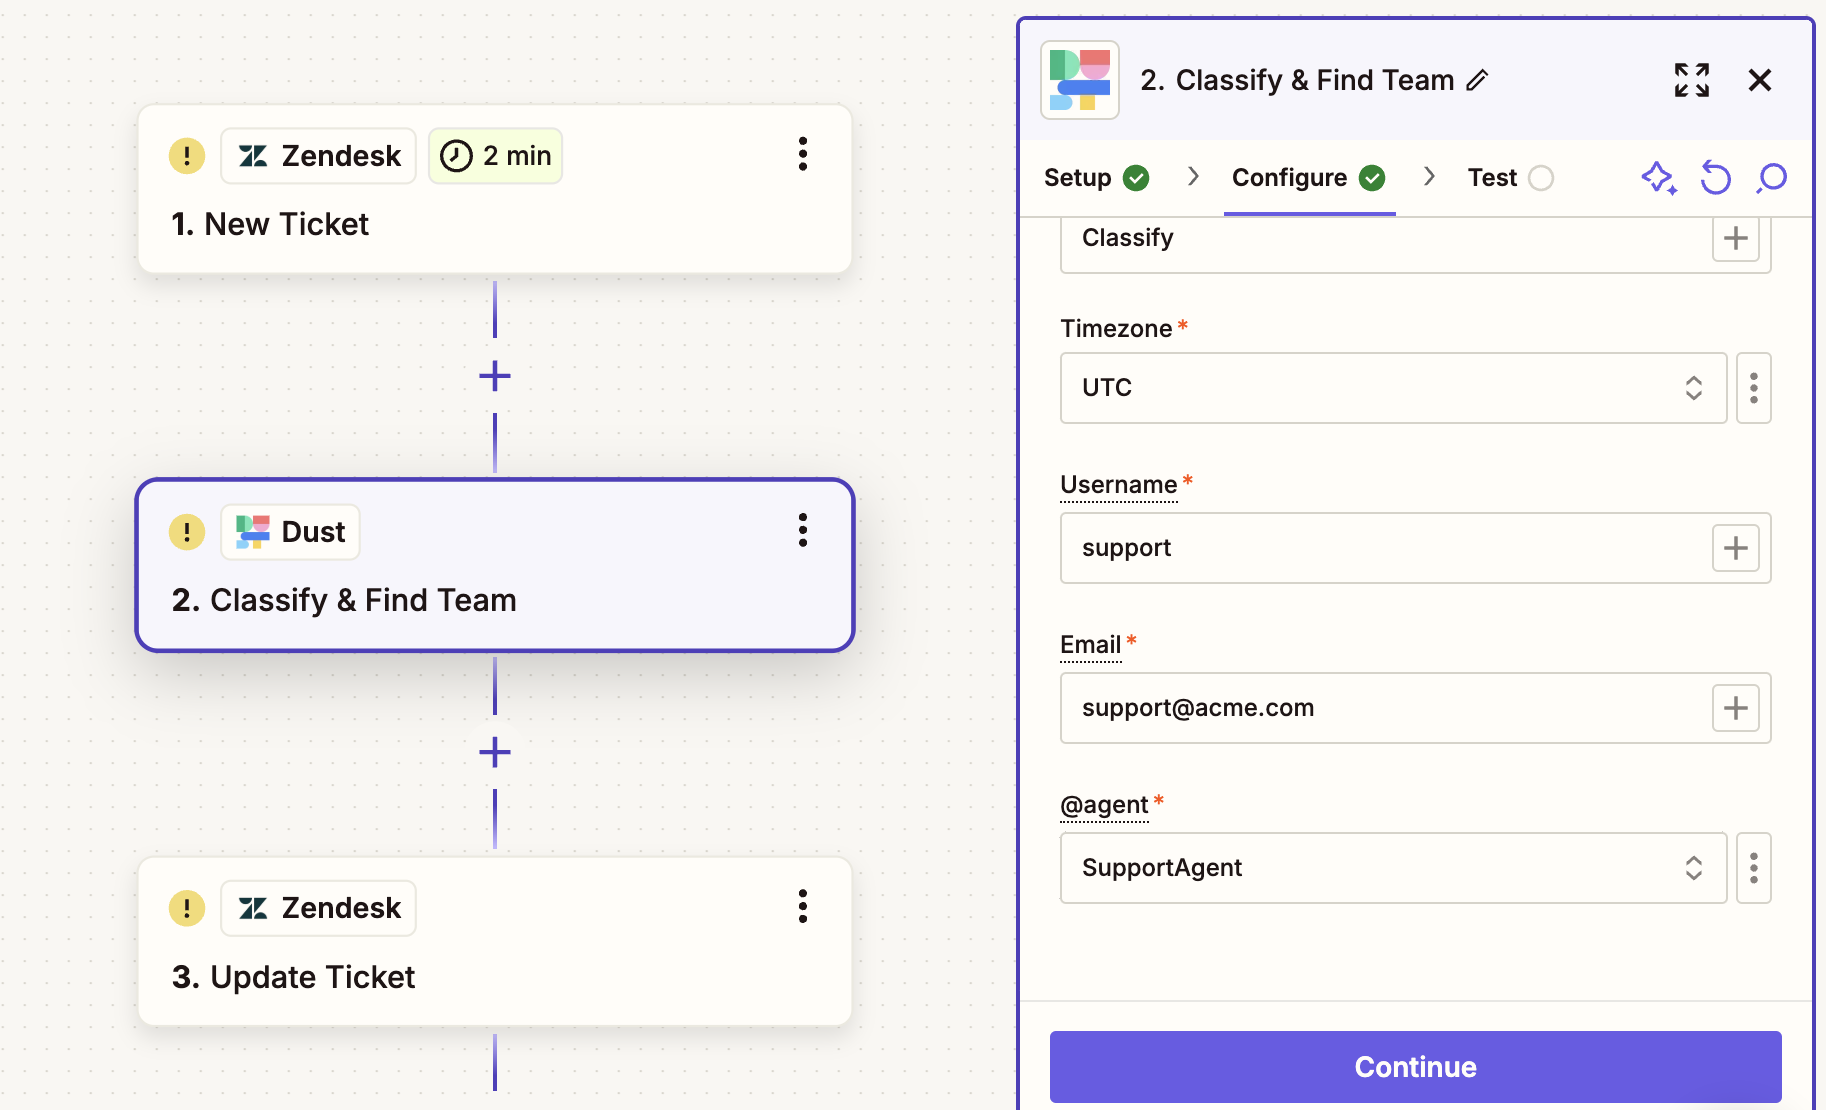 Zendesk
2 min
1. New Ticket
Dust
2. Classify & Find Team
Zendesk
3. Update Ticket
2. Classify & Find Team
Setup
Configure
Test
Classify
Timezone*
UTC
Username*
support
Email*
support@acme.com
@agent*
SupportAgent
Continue